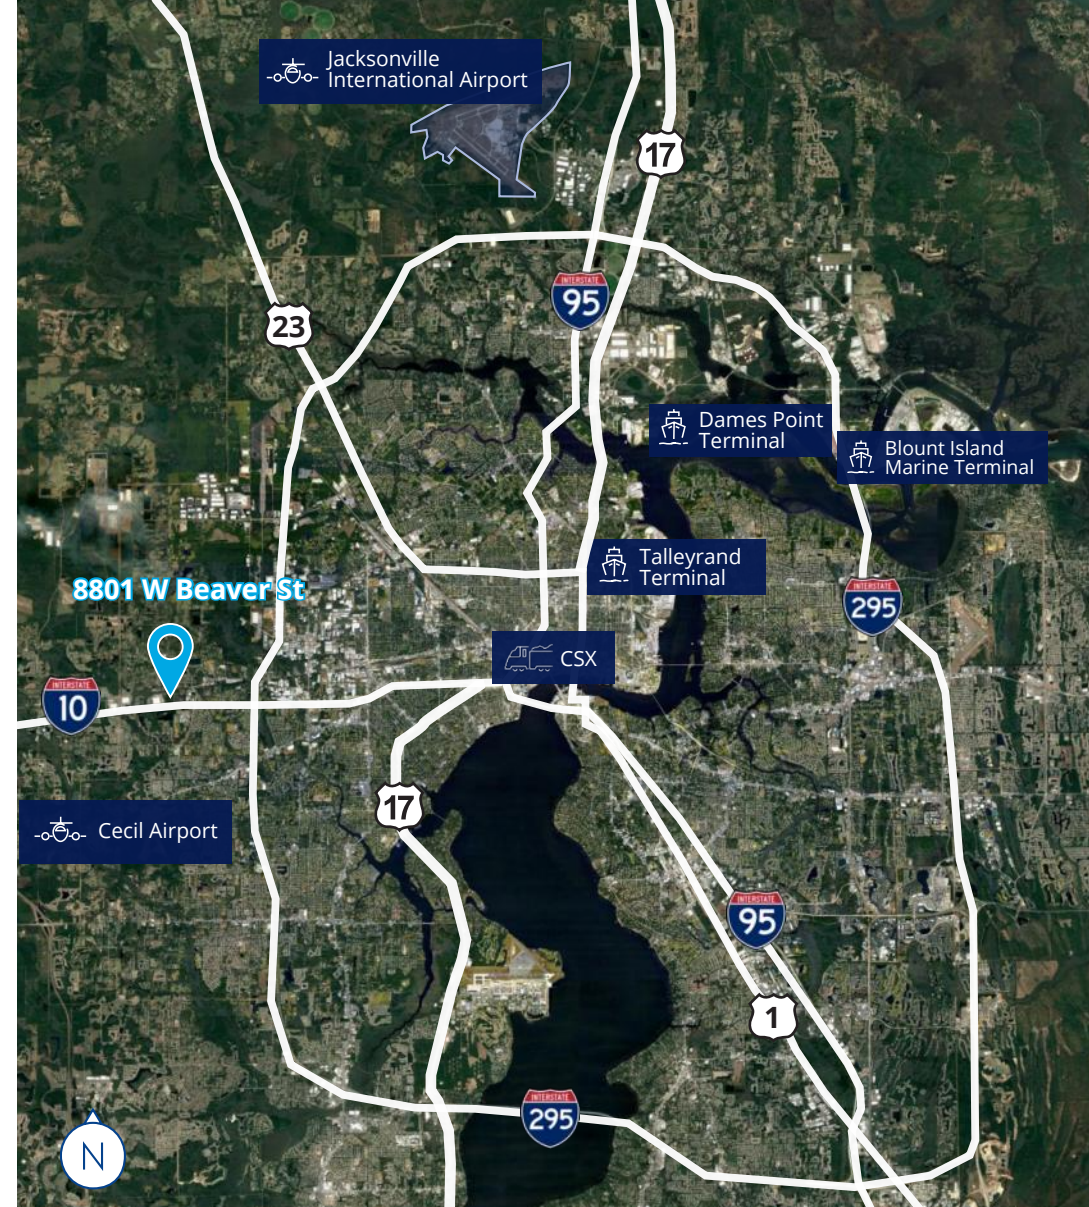 Jacksonville
International Airport
17
INTERSTATE
95
23
Dames Point
Terminal
Blount Island
Marine Terminal
Talleyrand
Terminal
8801 W Beaver St
INTERSTATE
295
CSX
INTERSTATE
10
17
Cecil Airport
INTERSTATE
95
1
INTERSTATE
295
N